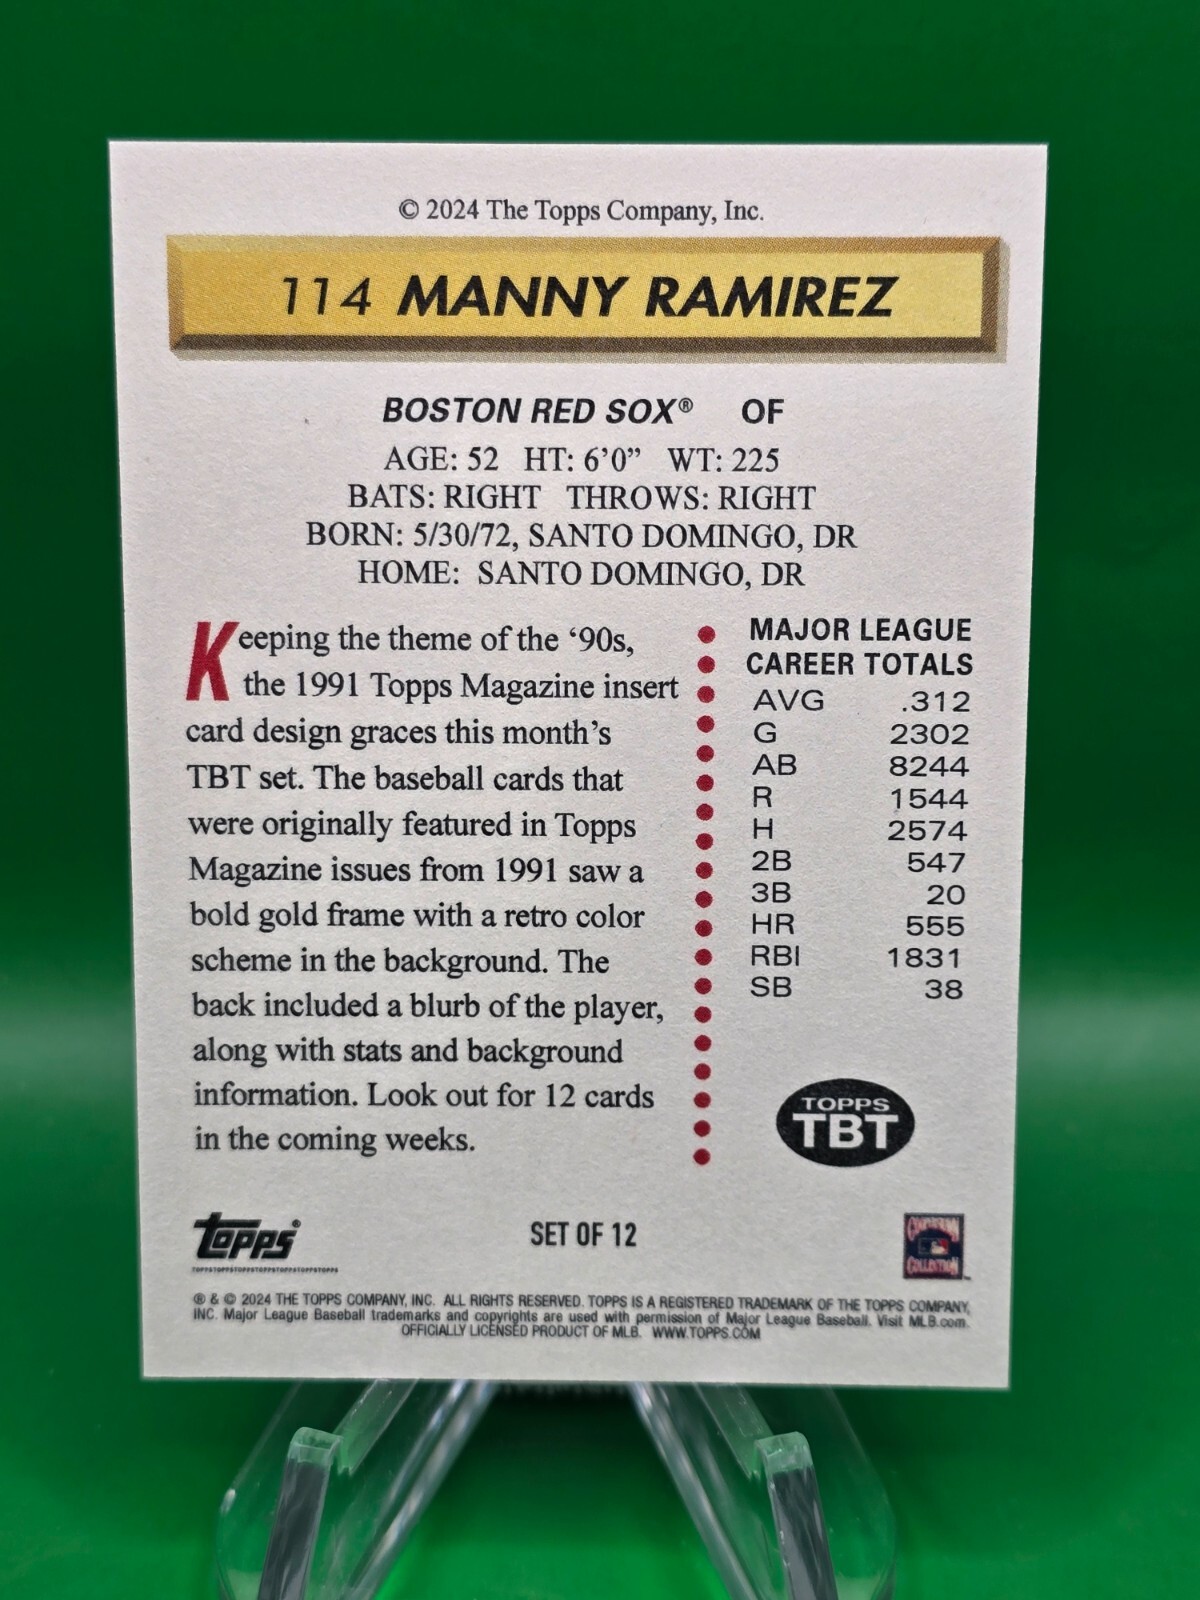 © 2024 The Topps Company, Inc.
114 MANNY RAMIREZ
BOSTON RED SOX® OF
AGE: 52 HT: 6’0” WT: 225
BATS: RIGHT THROWS: RIGHT
BORN: 5/30/72, SANTO DOMINGO, DR
HOME: SANTO DOMINGO, DR
Keeping the theme of the ‘90s,
the 1991 Topps Magazine insert
card design graces this month’s
TBT set. The baseball cards that
were originally featured in Topps
Magazine issues from 1991 saw a
bold gold frame with a retro color
scheme in the background. The
back included a blurb of the player,
along with stats and background
information. Look out for 12 cards
in the coming weeks.
MAJOR LEAGUE
CAREER TOTALS
AVG .312
G 2302
AB 8244
R 1544
H 2574
2B 547
3B 20
HR 555
RBI 1831
SB 38
TOPPS
TBT
Topps®
TOPPSTOPPSTOPPSTOPPSTOPPSTOPPSTOPPS
SET OF 12
COOPERSTOWN
COLLECTION™
® & © 2024 THE TOPPS COMPANY, INC. ALL RIGHTS RESERVED. TOPPS IS A REGISTERED TRADEMARK OF THE TOPPS COMPANY,
INC. Major League Baseball trademarks and copyrights are used with permission of Major League Baseball. Visit MLB.com.
OFFICIALLY LICENSED PRODUCT OF MLB. WWW.TOPPS.COM